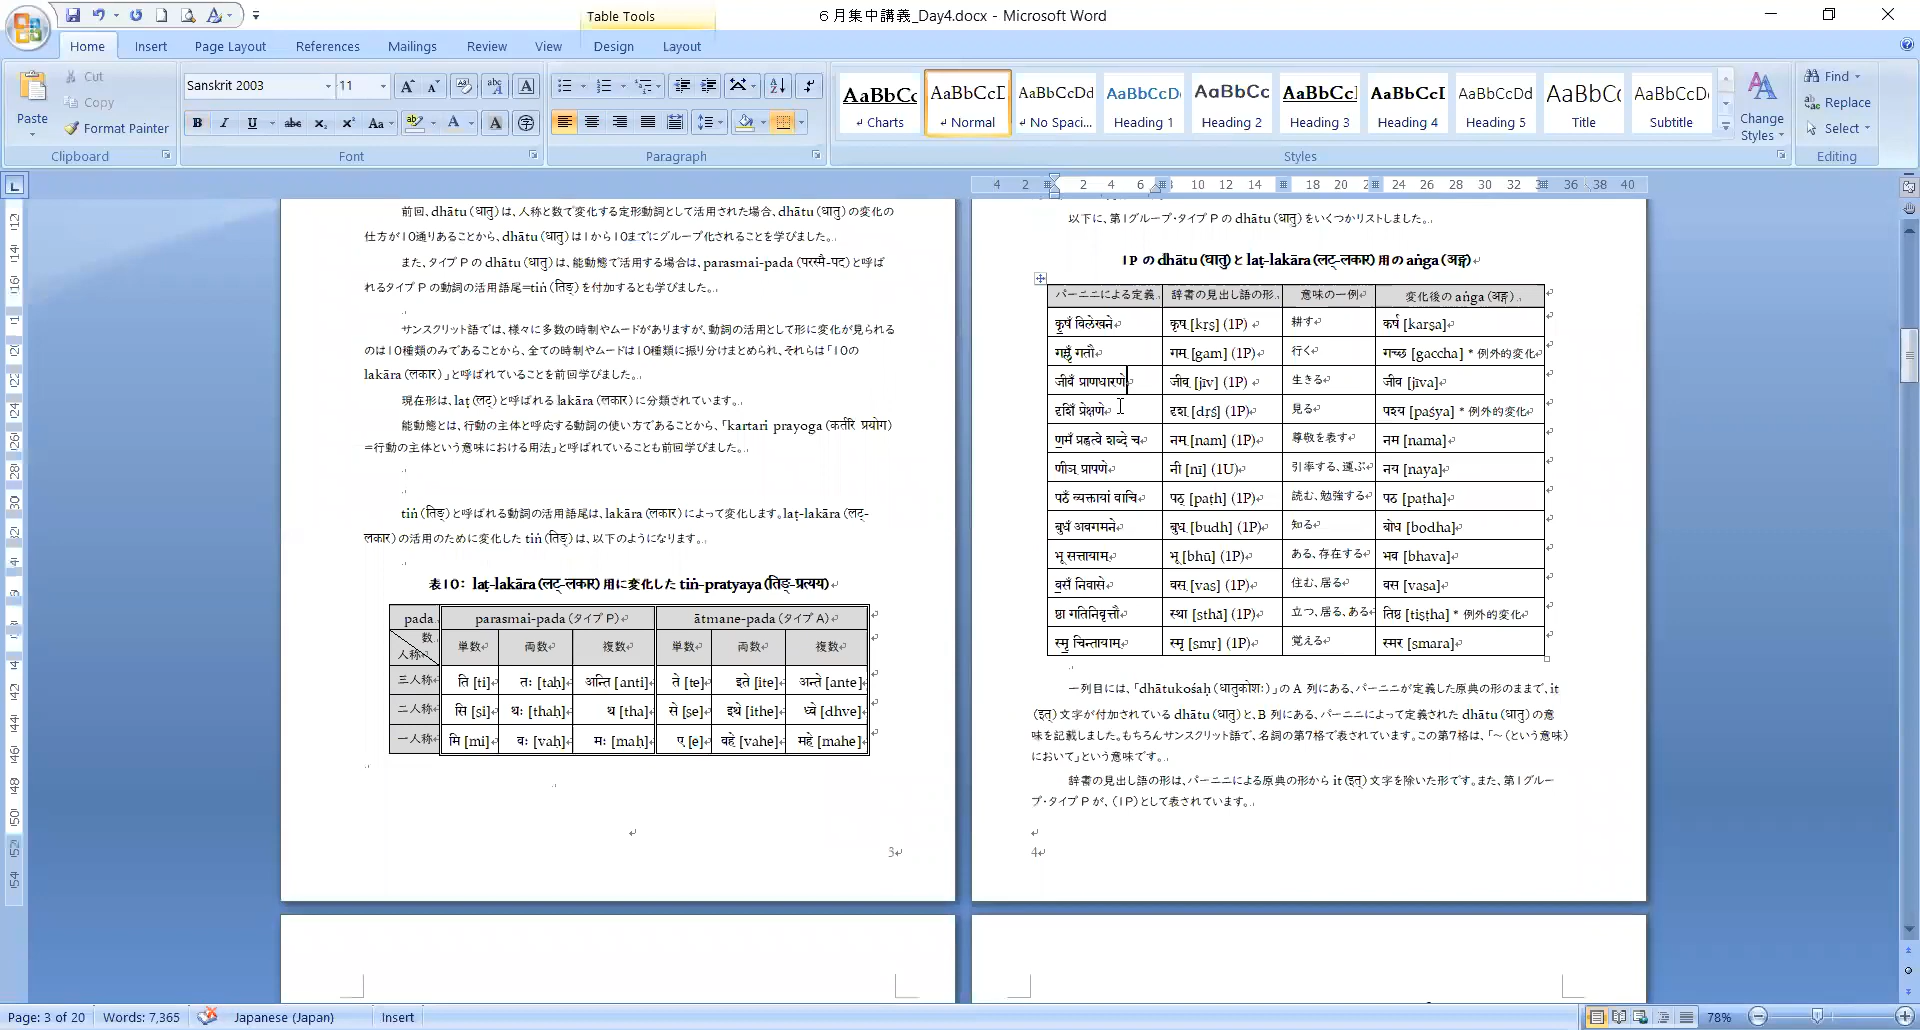 Table Tools
６月集中講義_Day4.docx - Microsoft Word
Home Insert Page Layout References Mailings Review View Design Layout
Paste
Cut
Copy
Format Painter
Clipboard
Sanskrit 2003 11
Font
Paragraph
AaBbCc AaBbCcD AaBbCcDd AaBbCcD AaBbCc AaBbCcI AaBbCcI AaBbCcDd AaBbC AaBbCcD
Charts Normal No Spaci... Heading 1 Heading 2 Heading 3 Heading 4 Heading 5 Title Subtitle
Styles
Change Styles
Find
Replace
Select
Editing
前回、dhātu (धातु) は、人称と数で変化する定形動詞として活用された場合、dhātu (धातु) の変化の
仕方が10通りあることから、dhātu (धातु) は1から10までにグループ化されることを学びました。
また、タイプ P の dhātu (धातु) は、能動態で活用する場合は、parasmai-pada (परस्मै-पद) と呼ば
れるタイプ P の動詞の活用語尾=tiṅ (तिङ्) を付加するとも学びました。
サンスクリット語では、様々に多数の時制やムードがありますが、動詞の活用として形に変化が見られる
のは10種類のみであることから、全ての時制やムードは10種類に振り分けまとめられ、それらは「10の
lakāra (लकार)」と呼ばれていることを前回学びました。
現在形は、laṭ (लट्) と呼ばれる lakāra (लकार) に分類されています。
能動態とは、行動の主体と呼応する動詞の使い方であることから、「kartari prayoga (कर्तरि प्रयोग)
=行動の主体という意味における用法」と呼ばれていることも前回学びました。
tiṅ (तिङ्) と呼ばれる動詞の活用語尾は、lakāra (लकार) によって変化します。laṭ-lakāra (लट्-
लकार) の活用のために変化した tiṅ (तिङ्) は、以下のようになります。
表10: laṭ-lakāra (लट्-लकार) 用に変化した tiṅ-pratyaya (तिङ्-प्रत्यय)
pada parasmai-pada (タイプ P) ātmane-pada (タイプ A)
数 人称 単数 両数 複数 単数 両数 複数
三人称 ति [ti] तः [taḥ] अन्ति [anti] ते [te] इते [ite] अन्ते [ante]
二人称 सि [si] थः [thaḥ] थ [tha] से [se] इथे [ithe] ध्वे [dhve]
一人称 मि [mi] वः [vaḥ] मः [maḥ] ए [e] वहे [vahe] महे [mahe]
3
以下に、第1グループ・タイプ P の dhātu (धातु) をいくつかリストしました。
1P の dhātu (धातु) と laṭ-lakāra (लट्-लकार) 用の aṅga (अङ्ग)
パーニニによる定義 辞書の見出し語の形 意味の一例 変化後の aṅga (अङ्ग)
कृषँ विलेखने कृष् [kṛṣ] (1P) 耕す कर्ष [karṣa]
गमॢँ गतौ गम् [gam] (1P) 行く गच्छ [gaccha] * 例外的変化
जीवँ प्राणधारणे जीव् [jīv] (1P) 生きる जीव [jīva]
दृशिँ प्रेक्षणे दृश् [dṛś] (1P) 見る पश्य [paśya] * 例外的変化
णमँ प्रह्वत्वे शब्दे च नम् [nam] (1P) 尊敬を表す नम [nama]
णीञ् प्रापणे नी [nī] (1U) 引率する、運ぶ नय [naya]
पठँ व्यक्तायां वाचि पठ् [paṭh] (1P) 読む、勉強する पठ [paṭha]
बुधँ अवगमने बुध् [budh] (1P) 知る बोध [bodha]
भू सत्तायाम् भू [bhū] (1P) ある、存在する भव [bhava]
वसँ निवासे वस् [vas] (1P) 住む、居る वस [vasa]
ष्ठा गतिनिवृत्तौ स्था [sthā] (1P) 立つ、居る、ある तिष्ठ [tiṣṭha] * 例外的変化
स्मृ चिन्तायाम् स्मृ [smṛ] (1P) 覚える स्मर [smara]
一列目には、「dhātukośaḥ (धातुकोशः)」の A 列にある、パーニニが定義した原典の形のままで、it
(इत्) 文字が付加されている dhātu (धातु) と、B 列にある、パーニニによって定義された dhātu (धातु) の意
味を記載しました。もちろんサンスクリット語で、名詞の第7格で表されています。この第7格は、「～(という意味)
において」という意味です。
辞書の見出し語の形は、パーニニによる原典の形から it (इत्) 文字を除いた形です。また、第1グルー
プ・タイプ P が、(1P)として表されています。
4
Page: 3 of 20 Words: 7,365 Japanese (Japan) Insert 78%